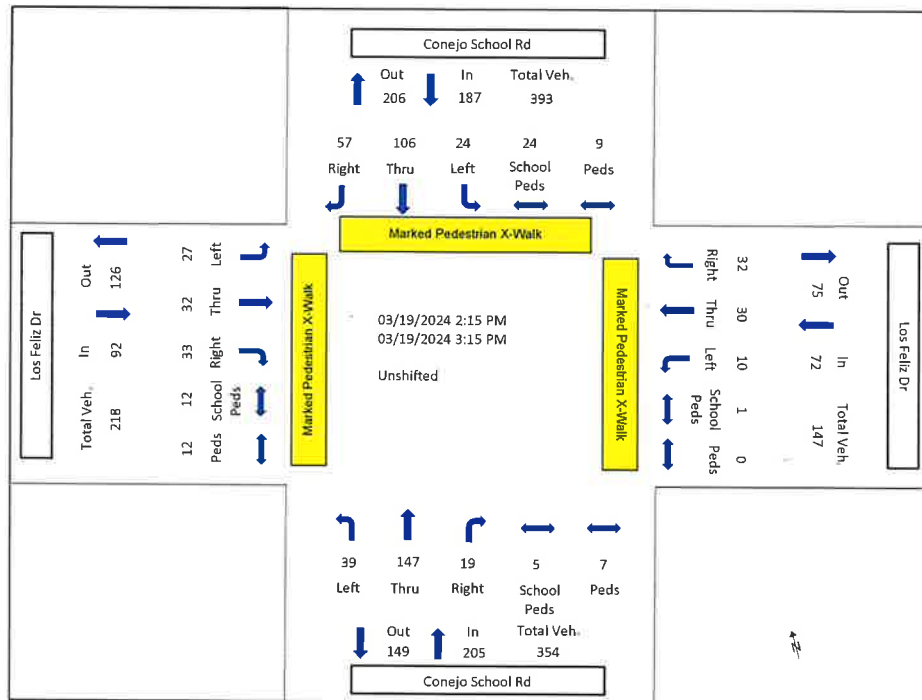 Conejo School Rd
Out In Total Veh.
206 187 393
57 106 24 24 9
Right Thru Left School Peds
Peds
Marked Pedestrian X-Walk
Los Feliz Dr
Out In Total Veh.
126 92 218
27 32 33 12 12
Left Thru Right School Peds
Peds
Marked Pedestrian X-Walk
03/19/2024 2:15 PM
03/19/2024 3:15 PM
Unshifted
Marked Pedestrian X-Walk
Right Thru Left School Peds
Peds
32 30 10 1 0
Out In Total Veh.
75 72 147
Los Feliz Dr
39 147 19 5 7
Left Thru Right School Peds
Peds
Out In Total Veh.
149 205 354
Conejo School Rd
N